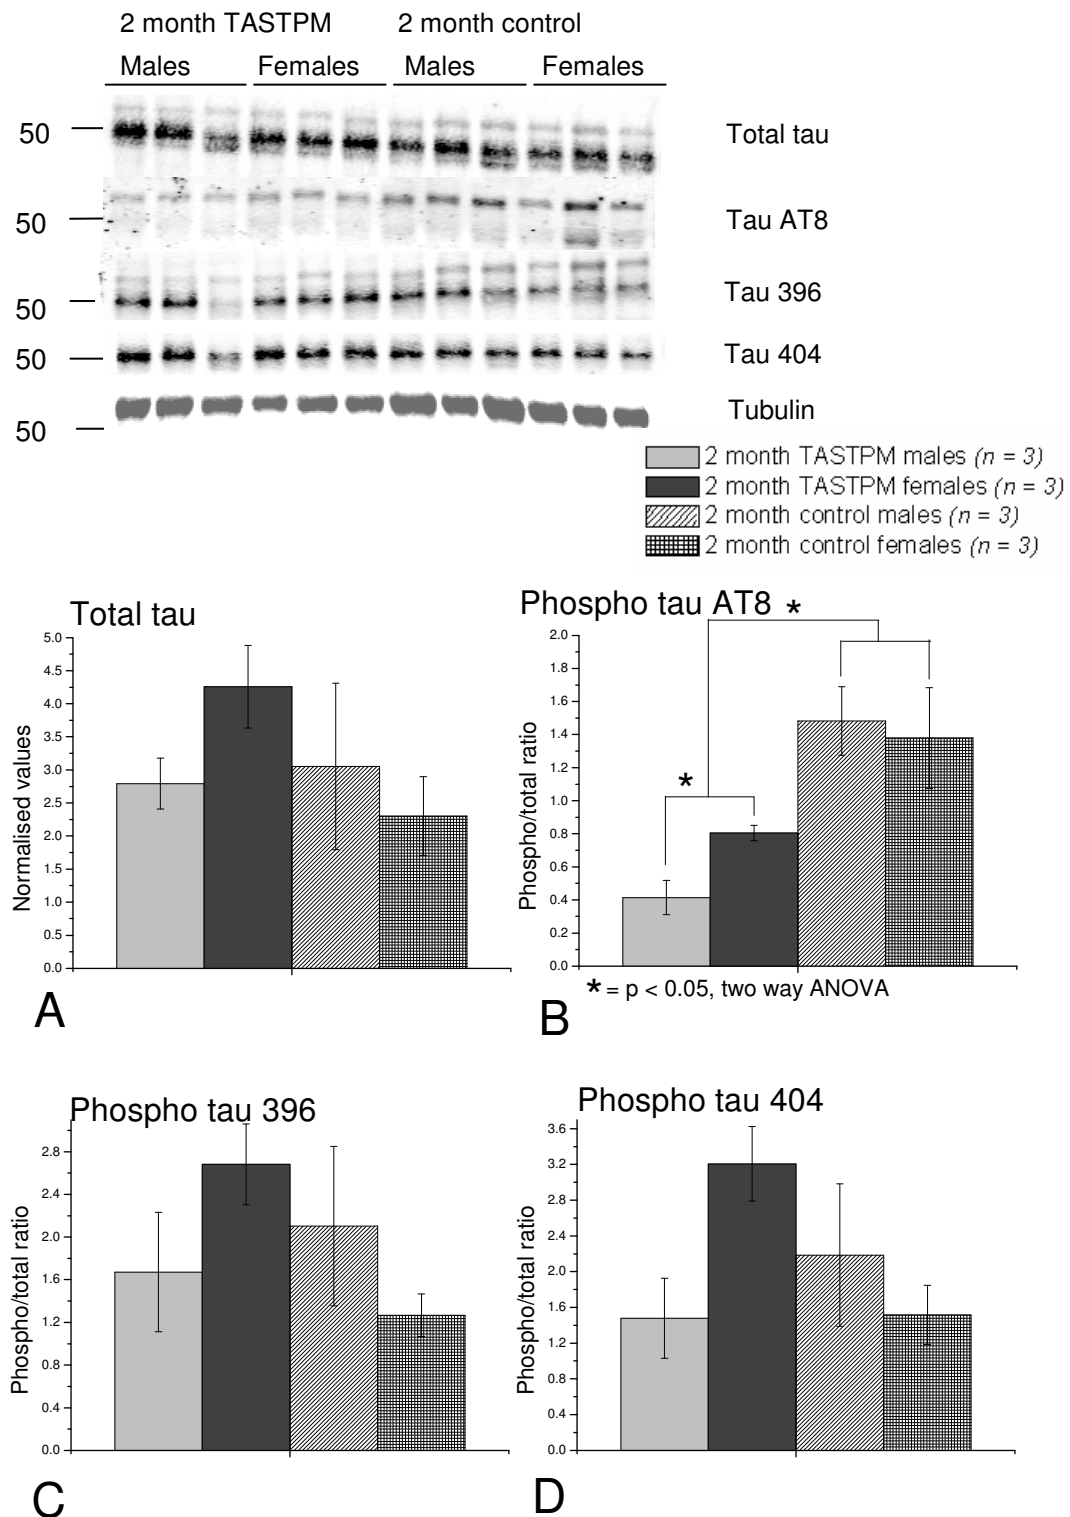 2 month TASTPM 2 month control
Males Females Males Females
50 Total tau
50 Tau AT8
50 Tau 396
50 Tau 404
50 Tubulin
2 month TASTPM males (n = 3)
2 month TASTPM females (n = 3)
2 month control males (n = 3)
2 month control females (n = 3)
Total tau
Normalised values
5.0
4.5
4.0
3.5
3.0
2.5
2.0
1.5
1.0
0.5
0.0
A
Phospho tau AT8 *
*
Phospho/total ratio
2.0
1.8
1.6
1.4
1.2
1.0
0.8
0.6
0.4
0.2
0.0
* = p < 0.05, two way ANOVA
B
Phospho tau 396
Phospho/total ratio
2.8
2.4
2.0
1.6
1.2
0.8
0.4
0.0
C
Phospho tau 404
Phospho/total ratio
3.6
3.2
2.8
2.4
2.0
1.6
1.2
0.8
0.4
0.0
D